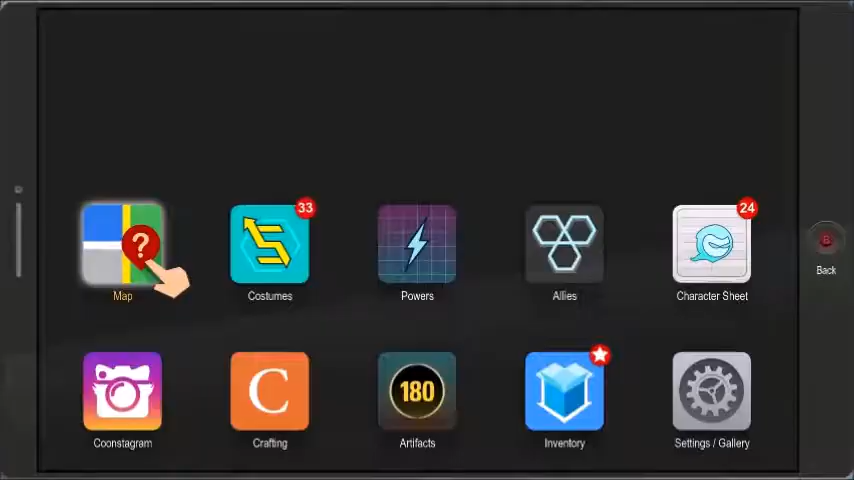 33
24
?
Map
Costumes
Powers
Allies
Character Sheet
B
Back
C
180
Coonstagram
Crafting
Artifacts
Inventory
Settings / Gallery